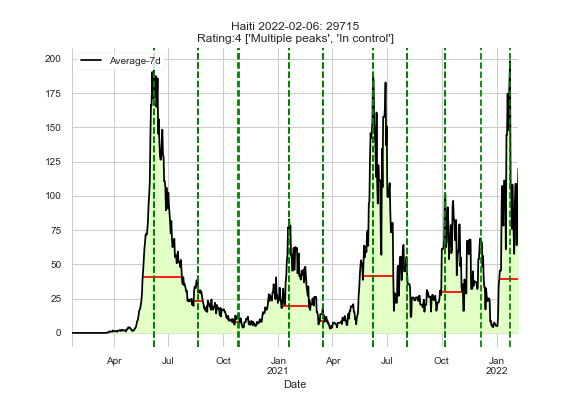 Haiti 2022-02-06: 29715
Rating:4 ['Multiple peaks', 'In control']
Average-7d
200
175
150
125
100
75
50
25
0
Apr Jul Oct Jan Apr Jul Oct Jan
2021 2022
Date